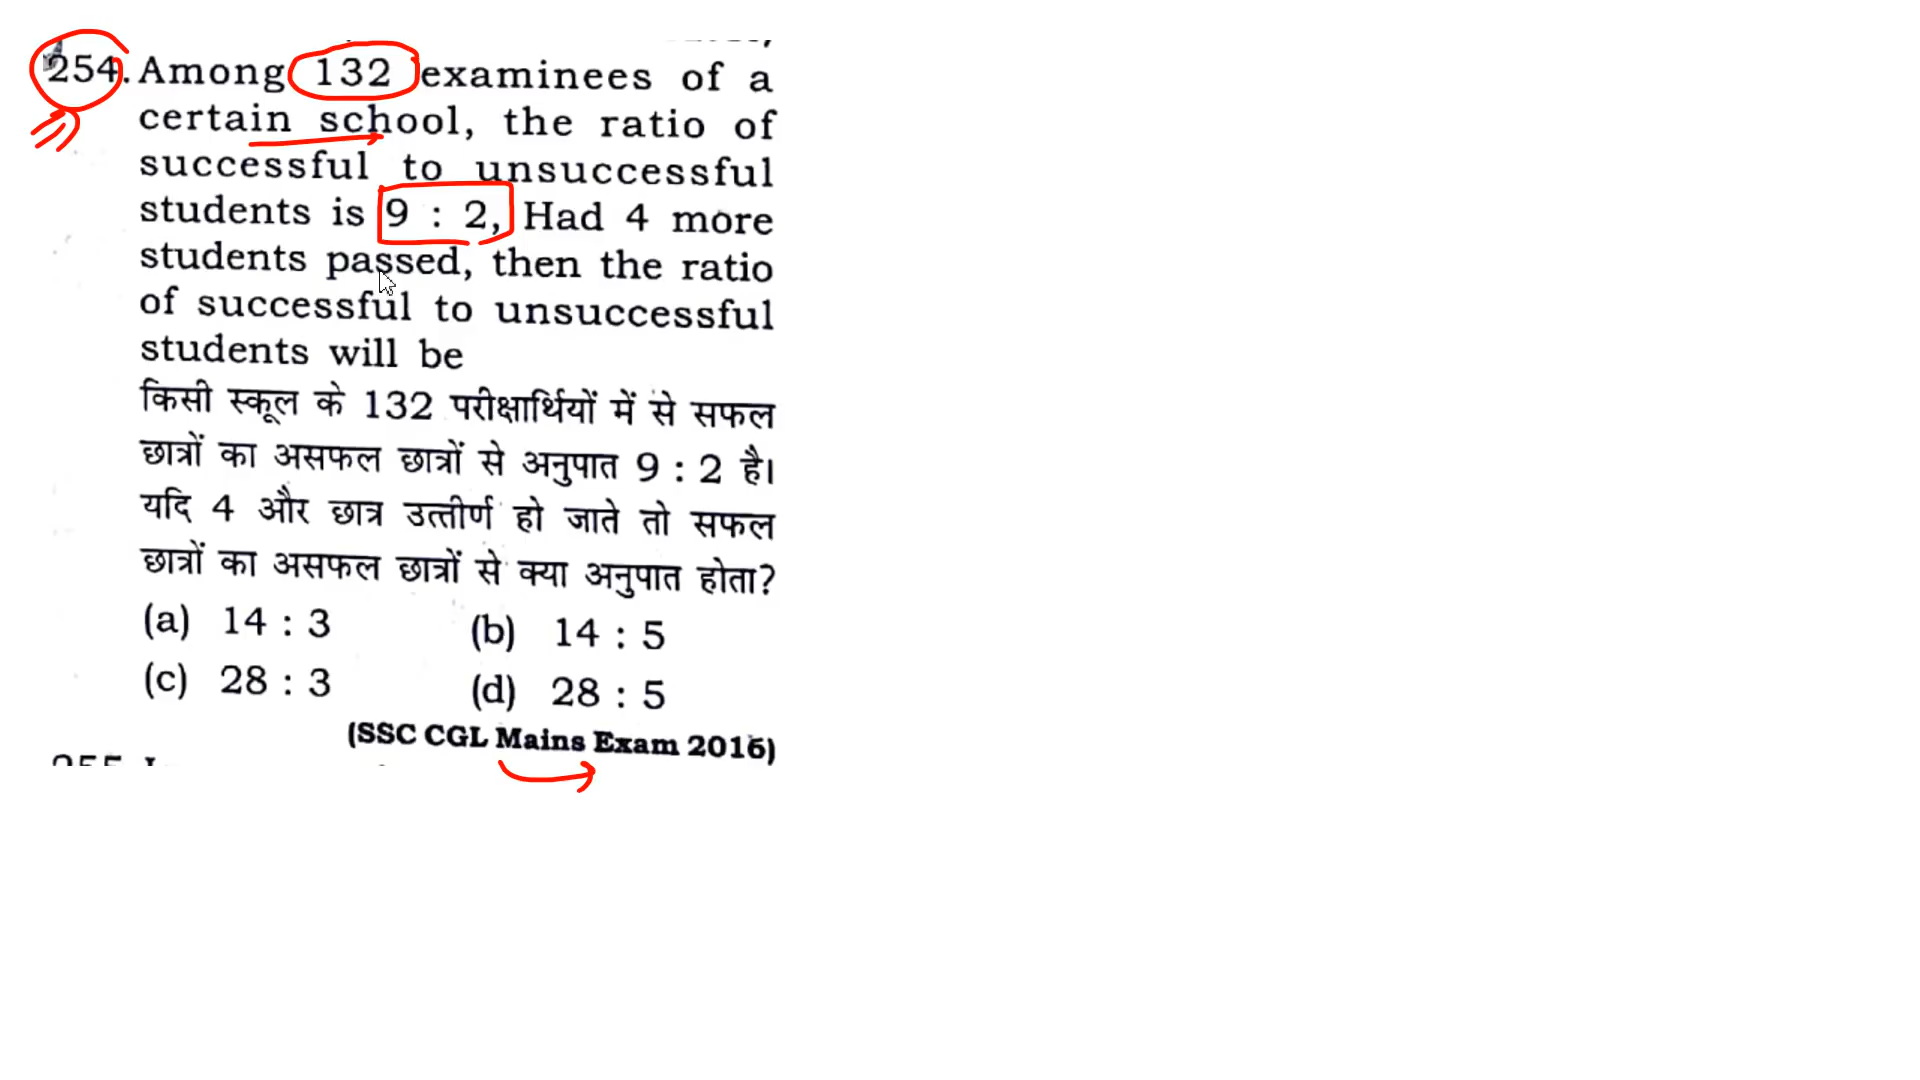 254. Among 132 examinees of a
certain school, the ratio of
successful to unsuccessful
students is 9 : 2, Had 4 more
students passed, then the ratio
of successful to unsuccessful
students will be
किसी स्कूल के 132 परीक्षार्थियों में से सफल
छात्रों का असफल छात्रों से अनुपात 9 : 2 है।
यदि 4 और छात्र उत्तीर्ण हो जाते तो सफल
छात्रों का असफल छात्रों से क्या अनुपात होता?
(a) 14 : 3 (b) 14 : 5
(c) 28 : 3 (d) 28 : 5
(SSC CGL Mains Exam 2016)